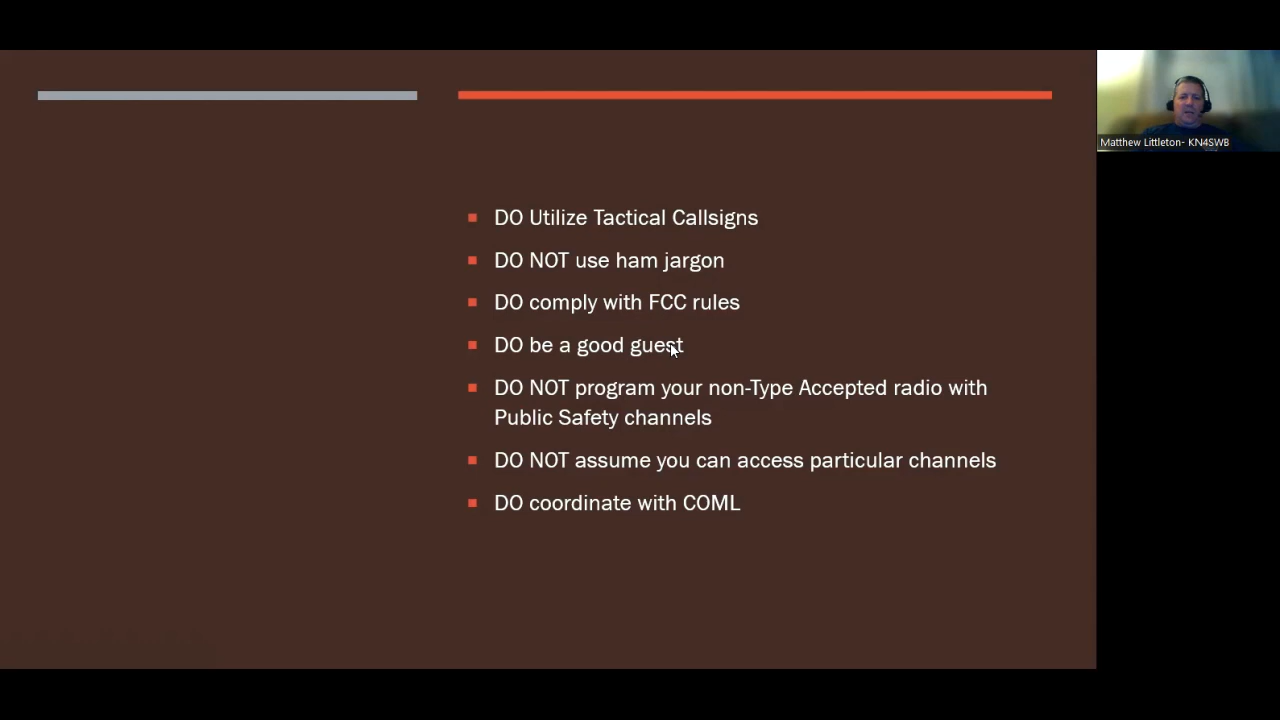 DO Utilize Tactical Callsigns
DO NOT use ham jargon
DO comply with FCC rules
DO be a good guest
DO NOT program your non-Type Accepted radio with
Public Safety channels
DO NOT assume you can access particular channels
DO coordinate with COML
Matthew Littleton- KN4SWB